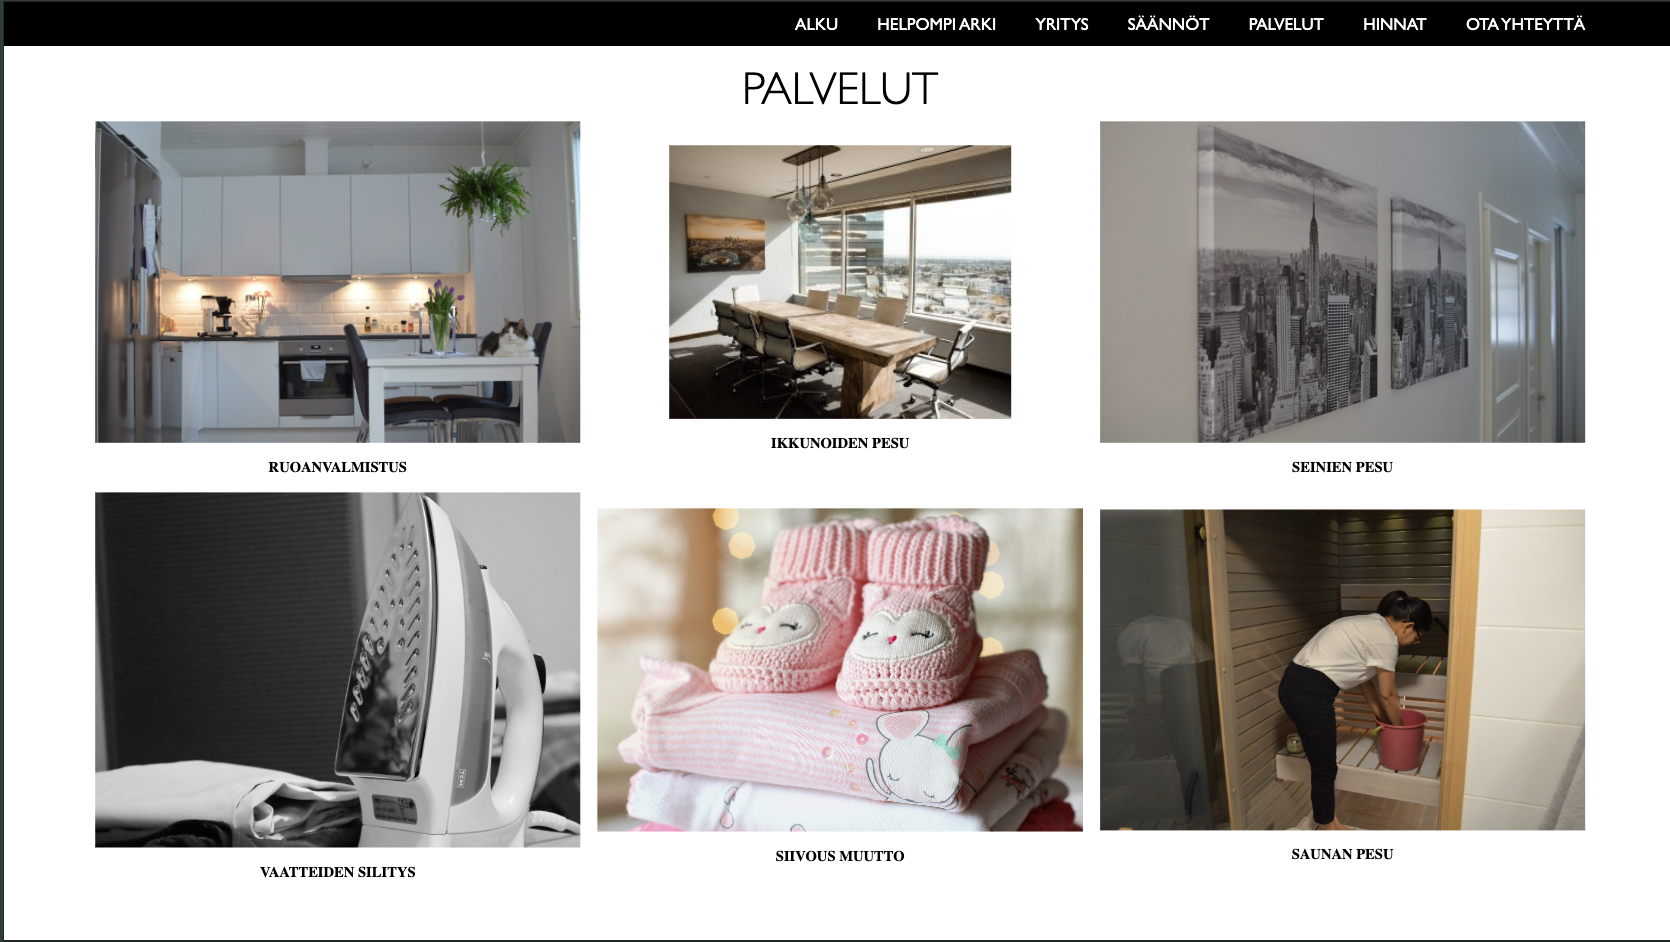 ALKU HELPOMPI ARKI YRITYS SÄÄNNÖT PALVELUT HINNAT OTA YHTEYTTÄ
PALVELUT
RUOANVALMISTUS
IKKUNOIDEN PESU
SEINIEN PESU
VAATTEIDEN SILITYS
SIIVOUS MUUTTO
SAUNAN PESU